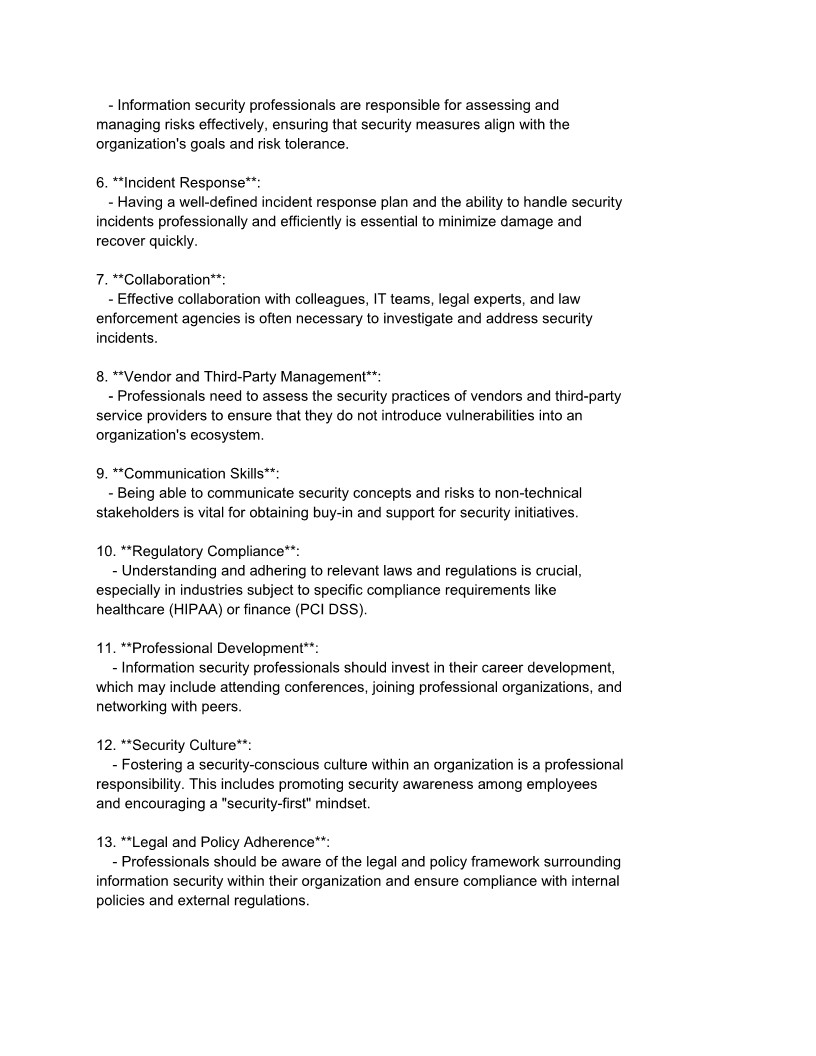 - Information security professionals are responsible for assessing and
managing risks effectively, ensuring that security measures align with the
organization's goals and risk tolerance.
6. **Incident Response**:
- Having a well-defined incident response plan and the ability to handle security
incidents professionally and efficiently is essential to minimize damage and
recover quickly.
7. **Collaboration**:
- Effective collaboration with colleagues, IT teams, legal experts, and law
enforcement agencies is often necessary to investigate and address security
incidents.
8. **Vendor and Third-Party Management**:
- Professionals need to assess the security practices of vendors and third-party
service providers to ensure that they do not introduce vulnerabilities into an
organization's ecosystem.
9. **Communication Skills**:
- Being able to communicate security concepts and risks to non-technical
stakeholders is vital for obtaining buy-in and support for security initiatives.
10. **Regulatory Compliance**:
- Understanding and adhering to relevant laws and regulations is crucial,
especially in industries subject to specific compliance requirements like
healthcare (HIPAA) or finance (PCI DSS).
11. **Professional Development**:
- Information security professionals should invest in their career development,
which may include attending conferences, joining professional organizations, and
networking with peers.
12. **Security Culture**:
- Fostering a security-conscious culture within an organization is a professional
responsibility. This includes promoting security awareness among employees
and encouraging a "security-first" mindset.
13. **Legal and Policy Adherence**:
- Professionals should be aware of the legal and policy framework surrounding
information security within their organization and ensure compliance with internal
policies and external regulations.